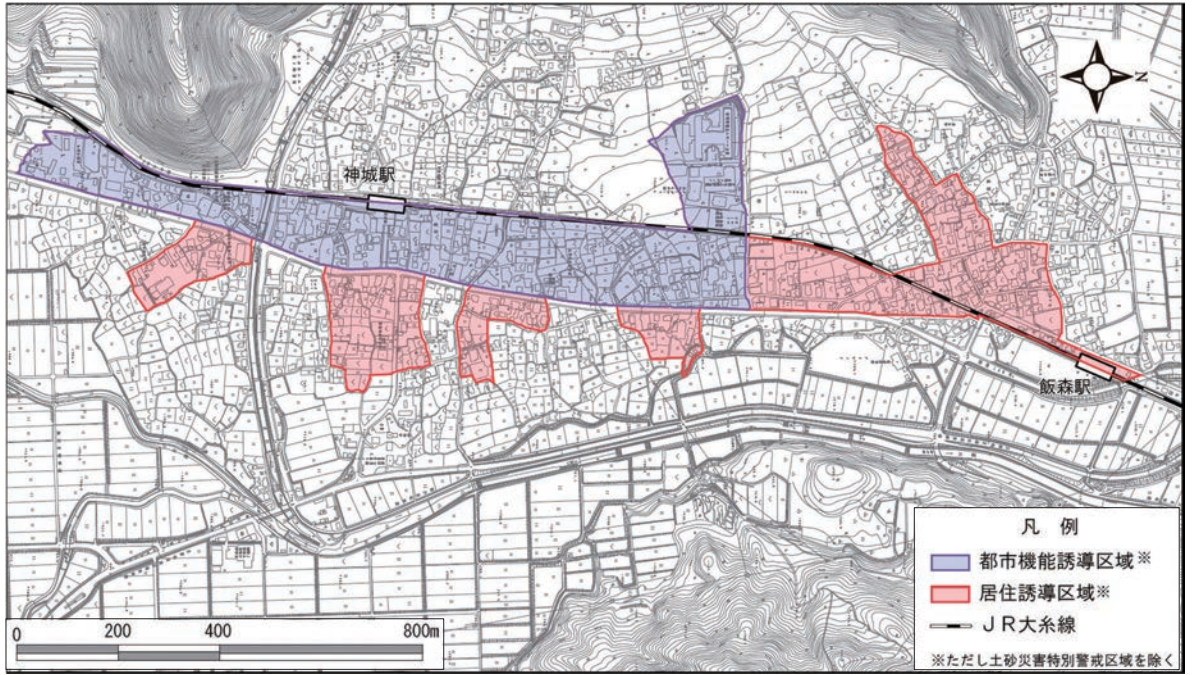 N
神城駅
飯森駅
凡 例
都市機能誘導区域※
居住誘導区域※
ＪＲ大糸線
※ただし土砂災害特別警戒区域を除く
0 200 400 800m